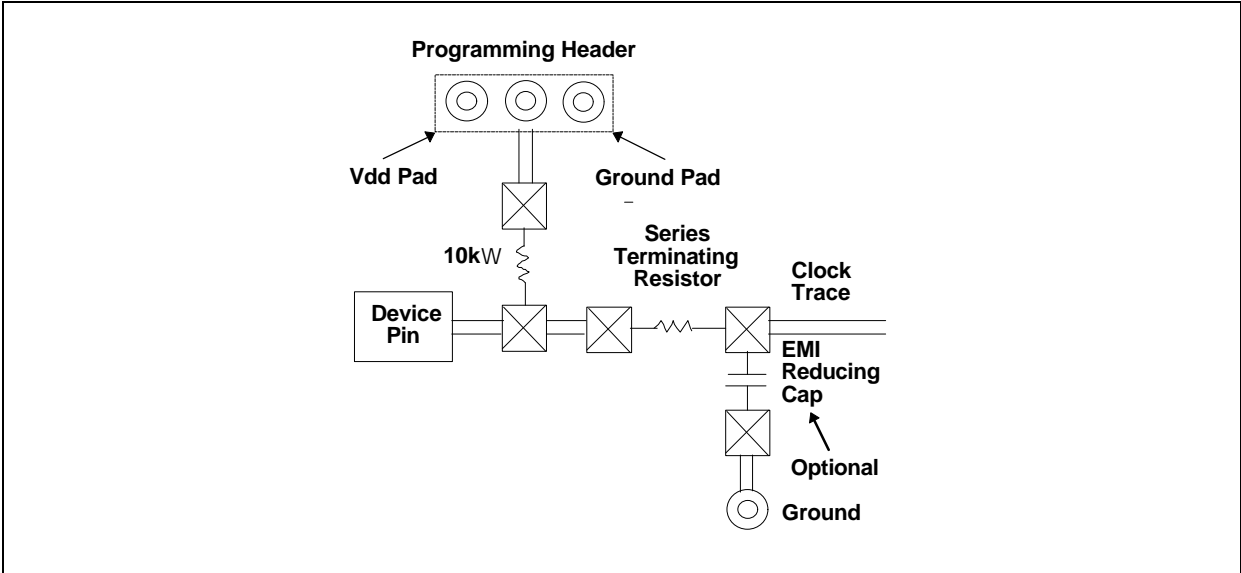 Programming Header
Vdd Pad
Ground Pad
10kW
Series
Terminating
Resistor
Clock
Trace
Device
Pin
EMI
Reducing
Cap
Optional
Ground